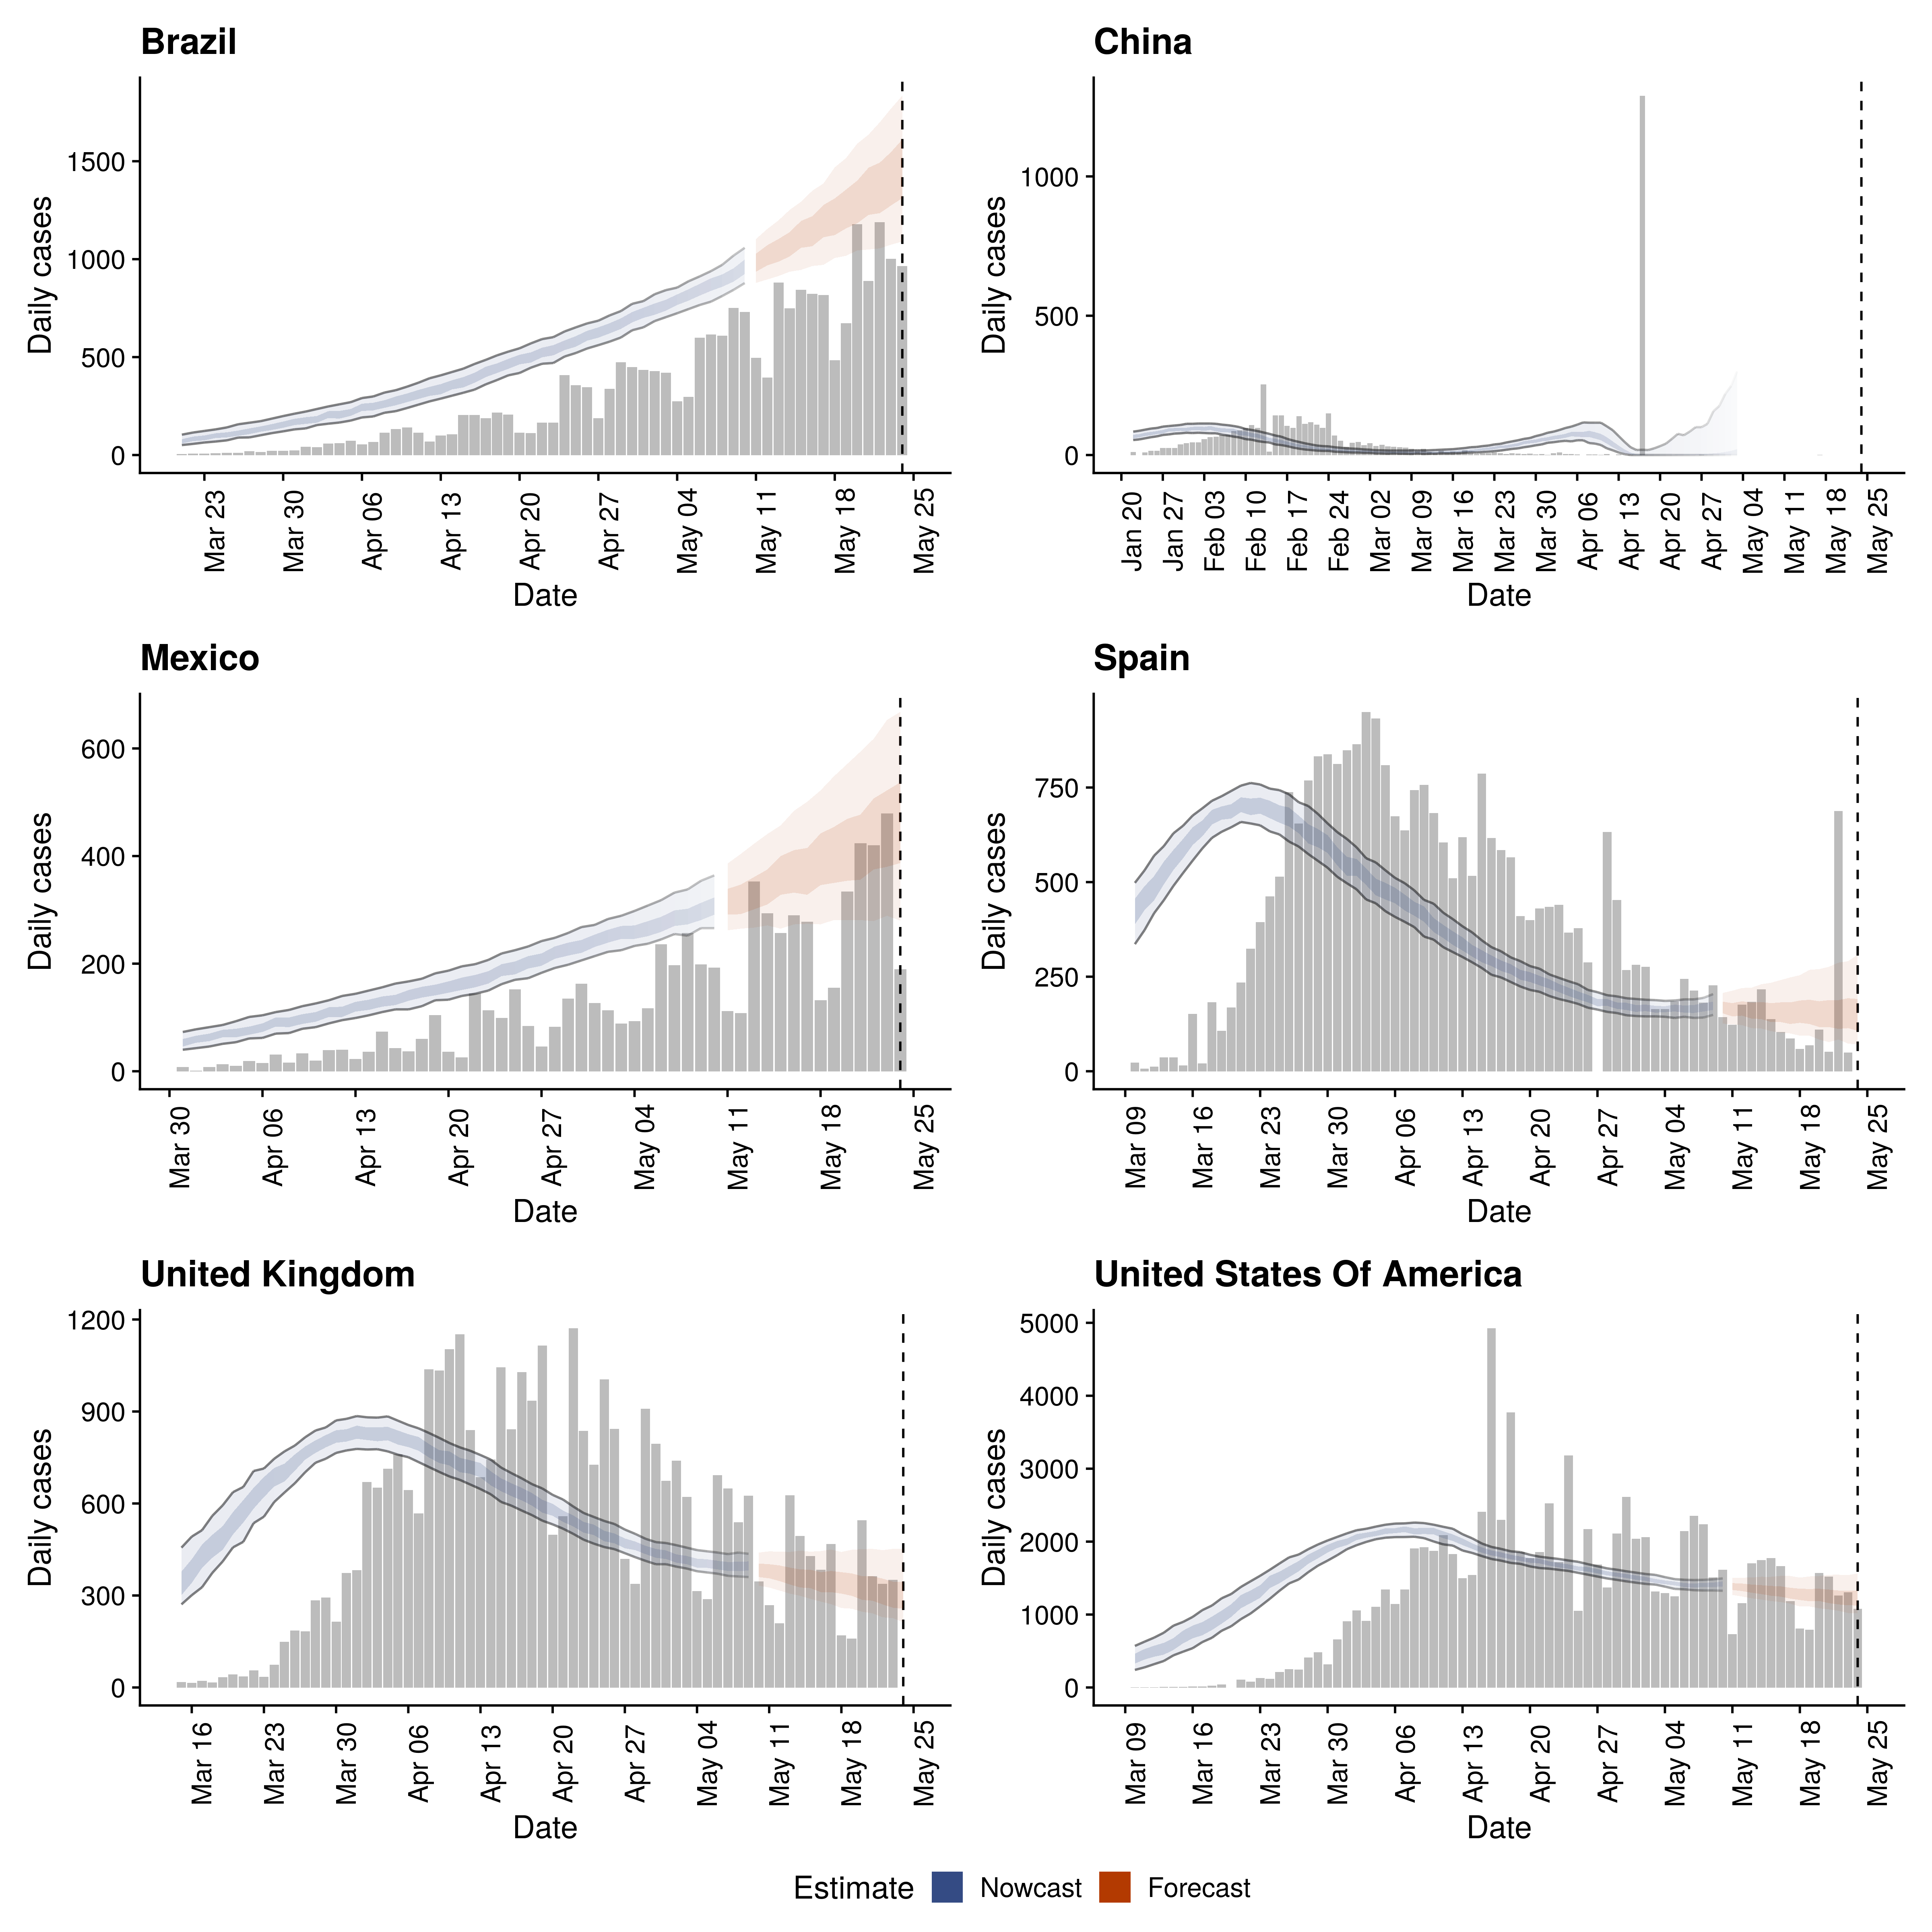 Brazil
Daily cases
1500
1000
500
0
Mar 23
Mar 30
Apr 06
Apr 13
Apr 20
Apr 27
May 04
May 11
May 18
May 25
Date
China
Daily cases
1000
500
0
Jan 20
Jan 27
Feb 03
Feb 10
Feb 17
Feb 24
Mar 02
Mar 09
Mar 16
Mar 23
Mar 30
Apr 06
Apr 13
Apr 20
Apr 27
May 04
May 11
May 18
May 25
Date
Mexico
Daily cases
600
400
200
0
Mar 30
Apr 06
Apr 13
Apr 20
Apr 27
May 04
May 11
May 18
May 25
Date
Spain
Daily cases
750
500
250
0
Mar 09
Mar 16
Mar 23
Mar 30
Apr 06
Apr 13
Apr 20
Apr 27
May 04
May 11
May 18
May 25
Date
United Kingdom
Daily cases
1200
900
600
300
0
Mar 16
Mar 23
Mar 30
Apr 06
Apr 13
Apr 20
Apr 27
May 04
May 11
May 18
May 25
Date
United States Of America
Daily cases
5000
4000
3000
2000
1000
0
Mar 09
Mar 16
Mar 23
Mar 30
Apr 06
Apr 13
Apr 20
Apr 27
May 04
May 11
May 18
May 25
Date
Estimate Nowcast Forecast